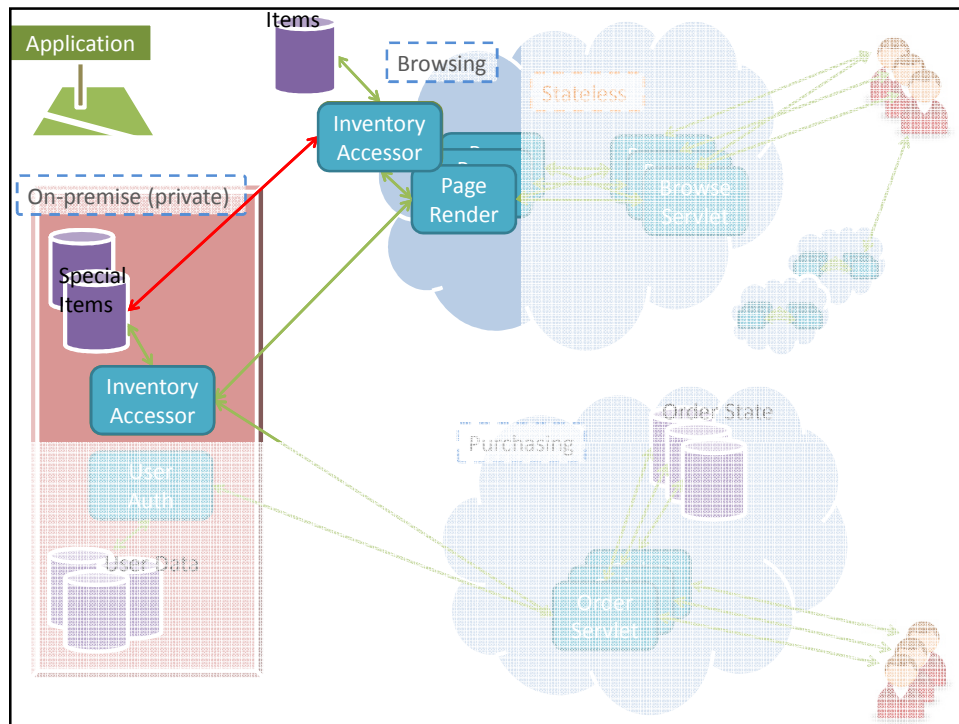 Application
Items
Browsing
Stateless
Inventory
Accessor
Page
Render
Browse
Servlet
On-premise (private)
Special
Items
Inventory
Accessor
Order State
Purchasing
User
Auth
User Data
Order
Servlet